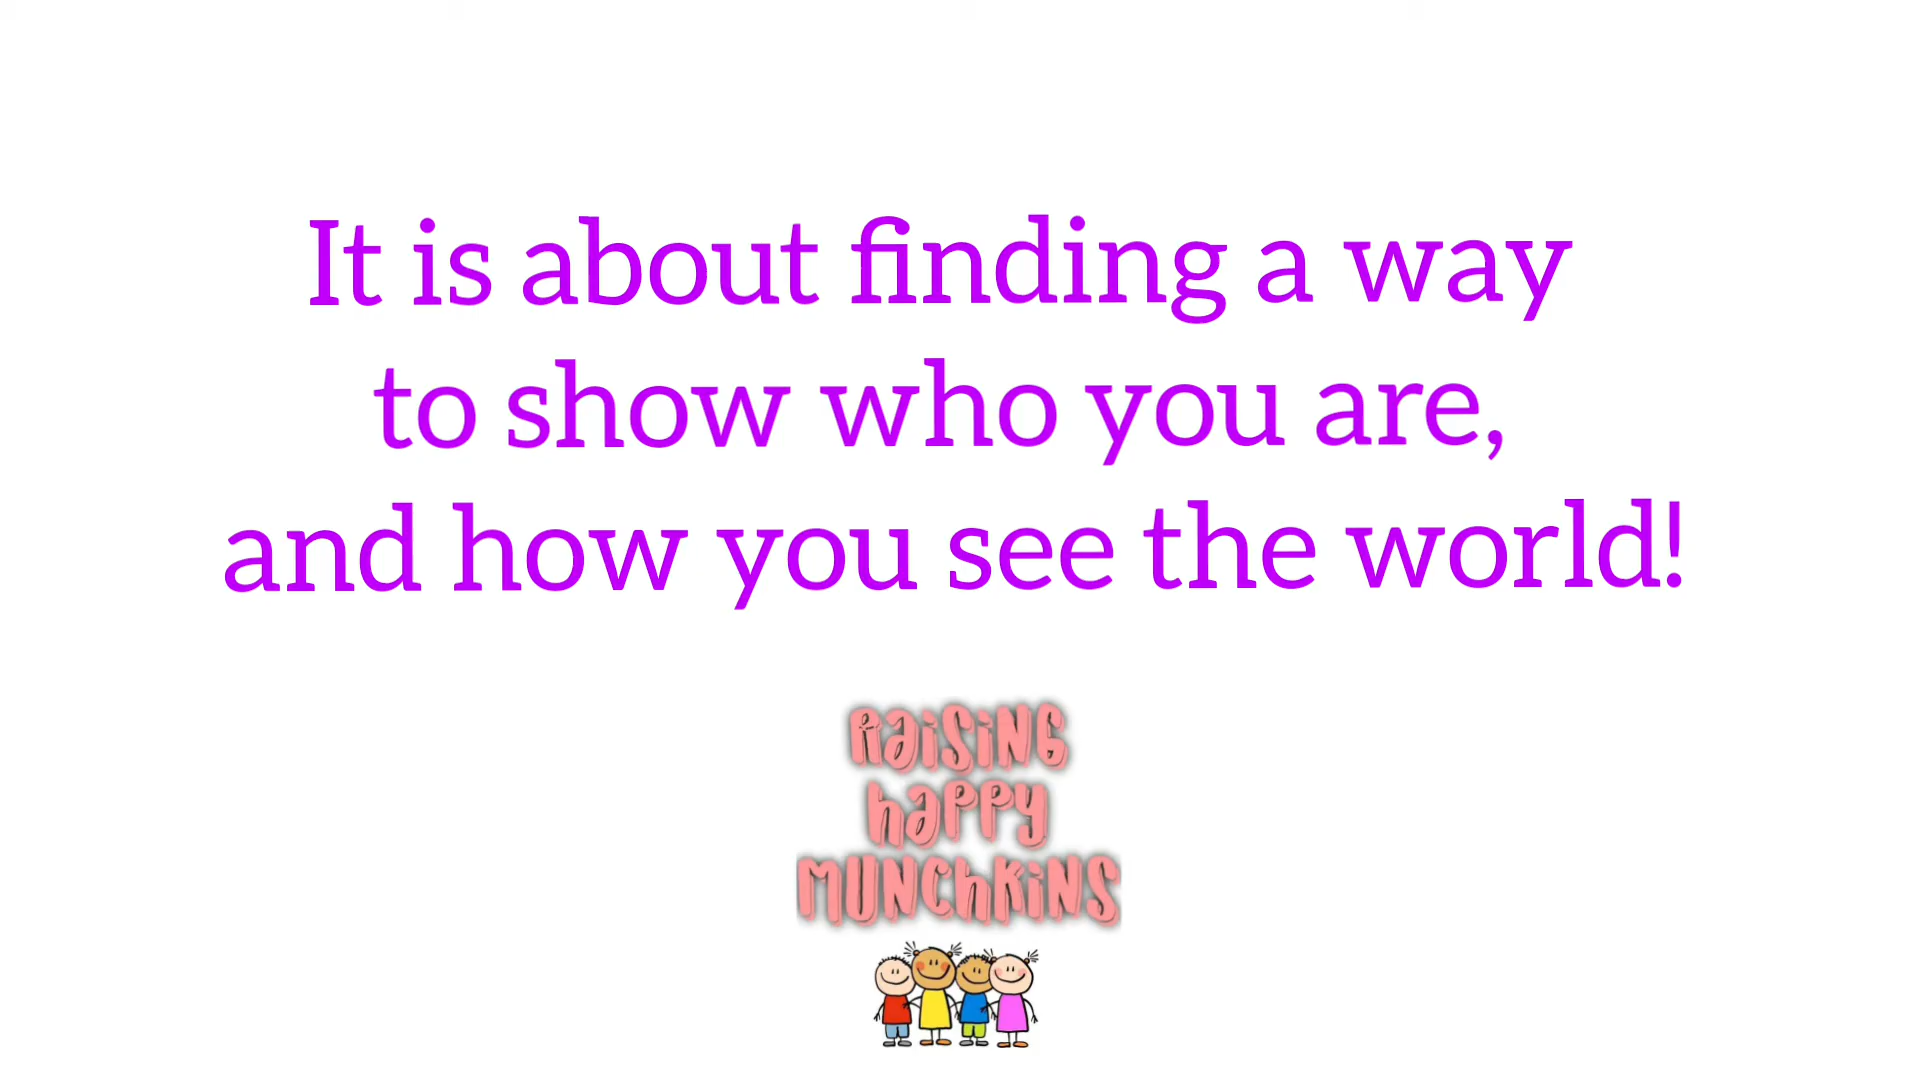 It is about finding a way
to show who you are,
and how you see the world!
RAISING
HAPPY
MUNCHKINS